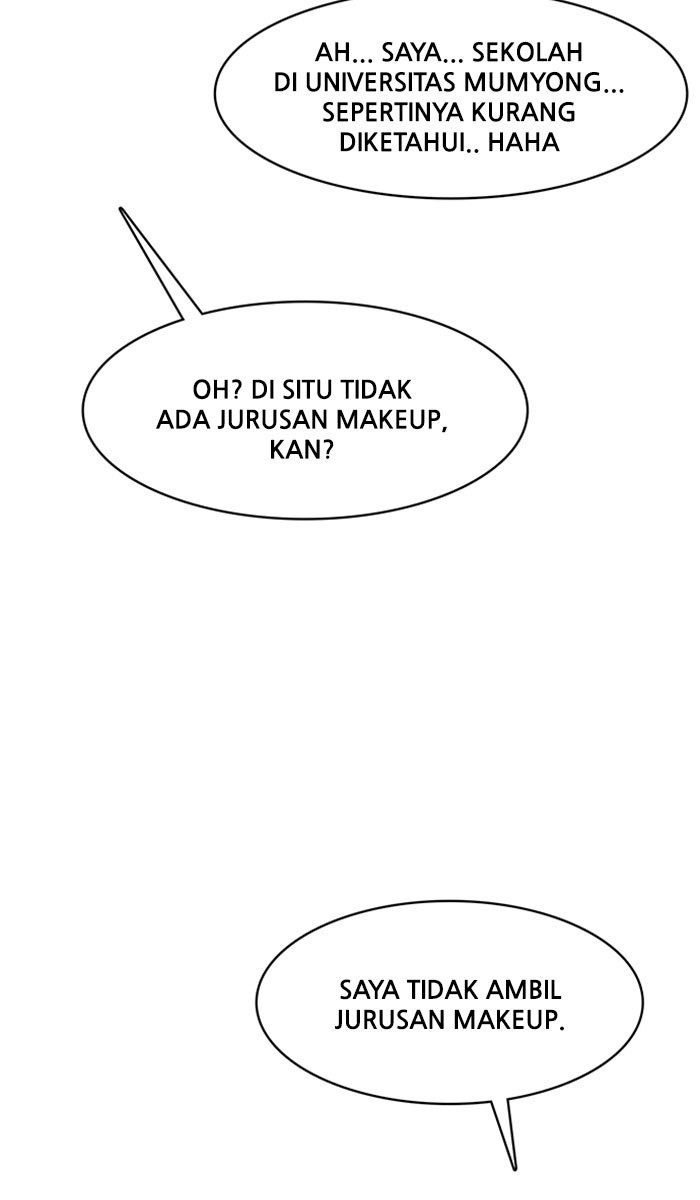 AH... SAYA... SEKOLAH
DI UNIVERSITAS MUMYONG...
SEPERTINYA KURANG
DIKETAHUI.. HAHA
OH? DI SITU TIDAK
ADA JURUSAN MAKEUP,
KAN?
SAYA TIDAK AMBIL
JURUSAN MAKEUP.